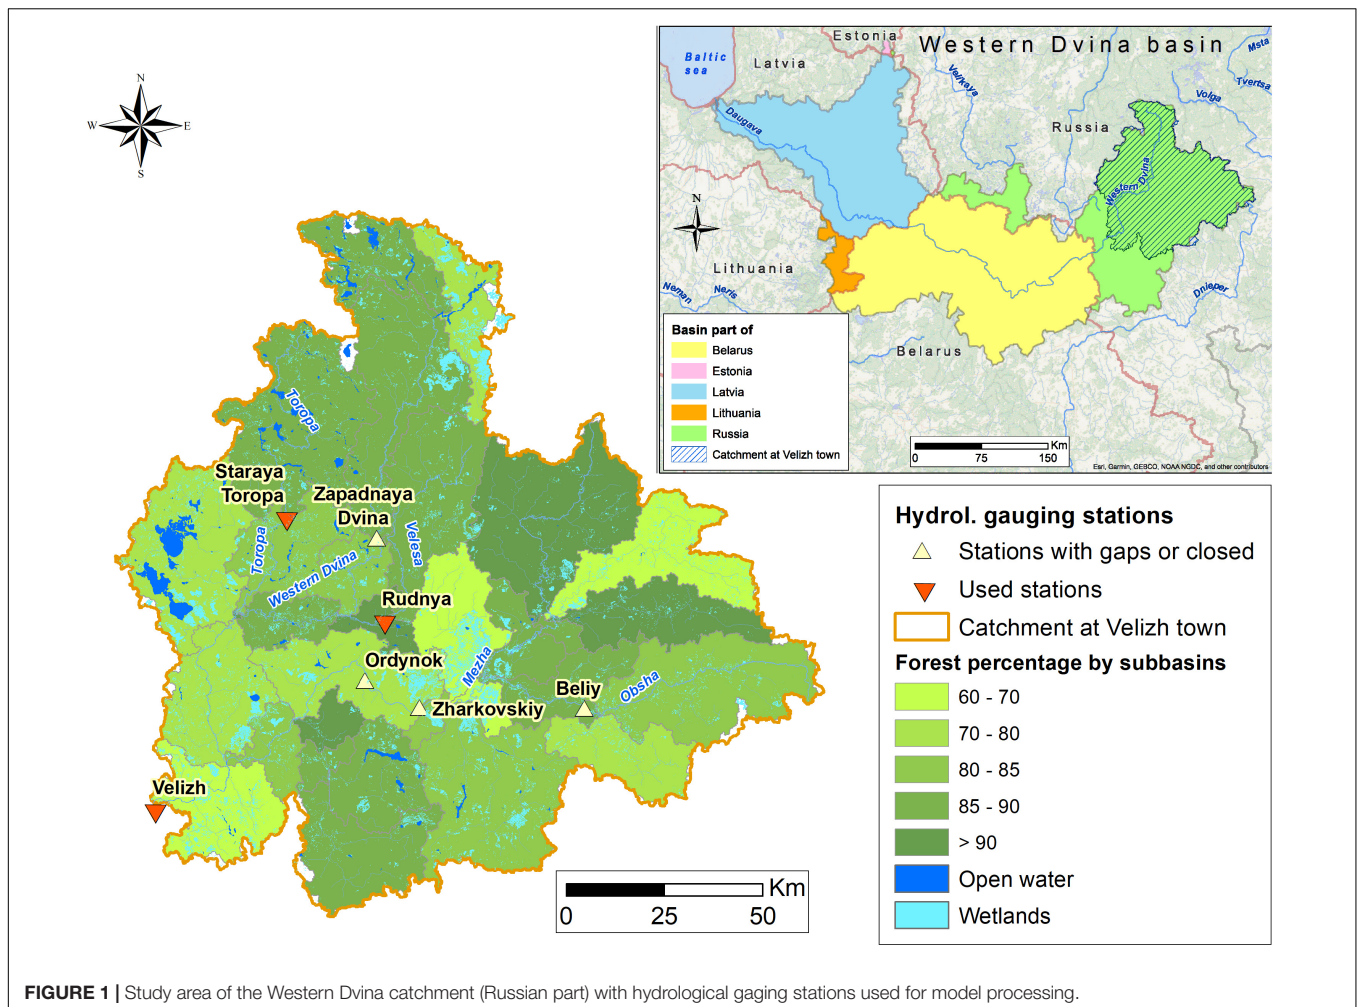 N
W
E
S
Staraya
Toropa
Zapadnaya
Dvina
Toropa
Toropa
Western Dvina
Velesa
Rudnya
Ordynok
Mezha
Zharkovskiy
Beliy
Obsha
Velizh
Km
0
25
50
Western Dvina basin
Estonia
Baltic
sea
Latvia
Daugava
Velikaya
Msta
Tvertsa
Volga
Russia
Western Dvina
N
Lithuania
Neman
Neris
Dnieper
Belarus
Basin part of
Belarus
Estonia
Latvia
Lithuania
Russia
Catchment at Velizh town
Km
0
75
150
Esri, Garmin, GEBCO, NOAA NGDC, and other contributors
Hydrol. gauging stations
Stations with gaps or closed
Used stations
Catchment at Velizh town
Forest percentage by subbasins
60 - 70
70 - 80
80 - 85
85 - 90
> 90
Open water
Wetlands
FIGURE 1 | Study area of the Western Dvina catchment (Russian part) with hydrological gaging stations used for model processing.